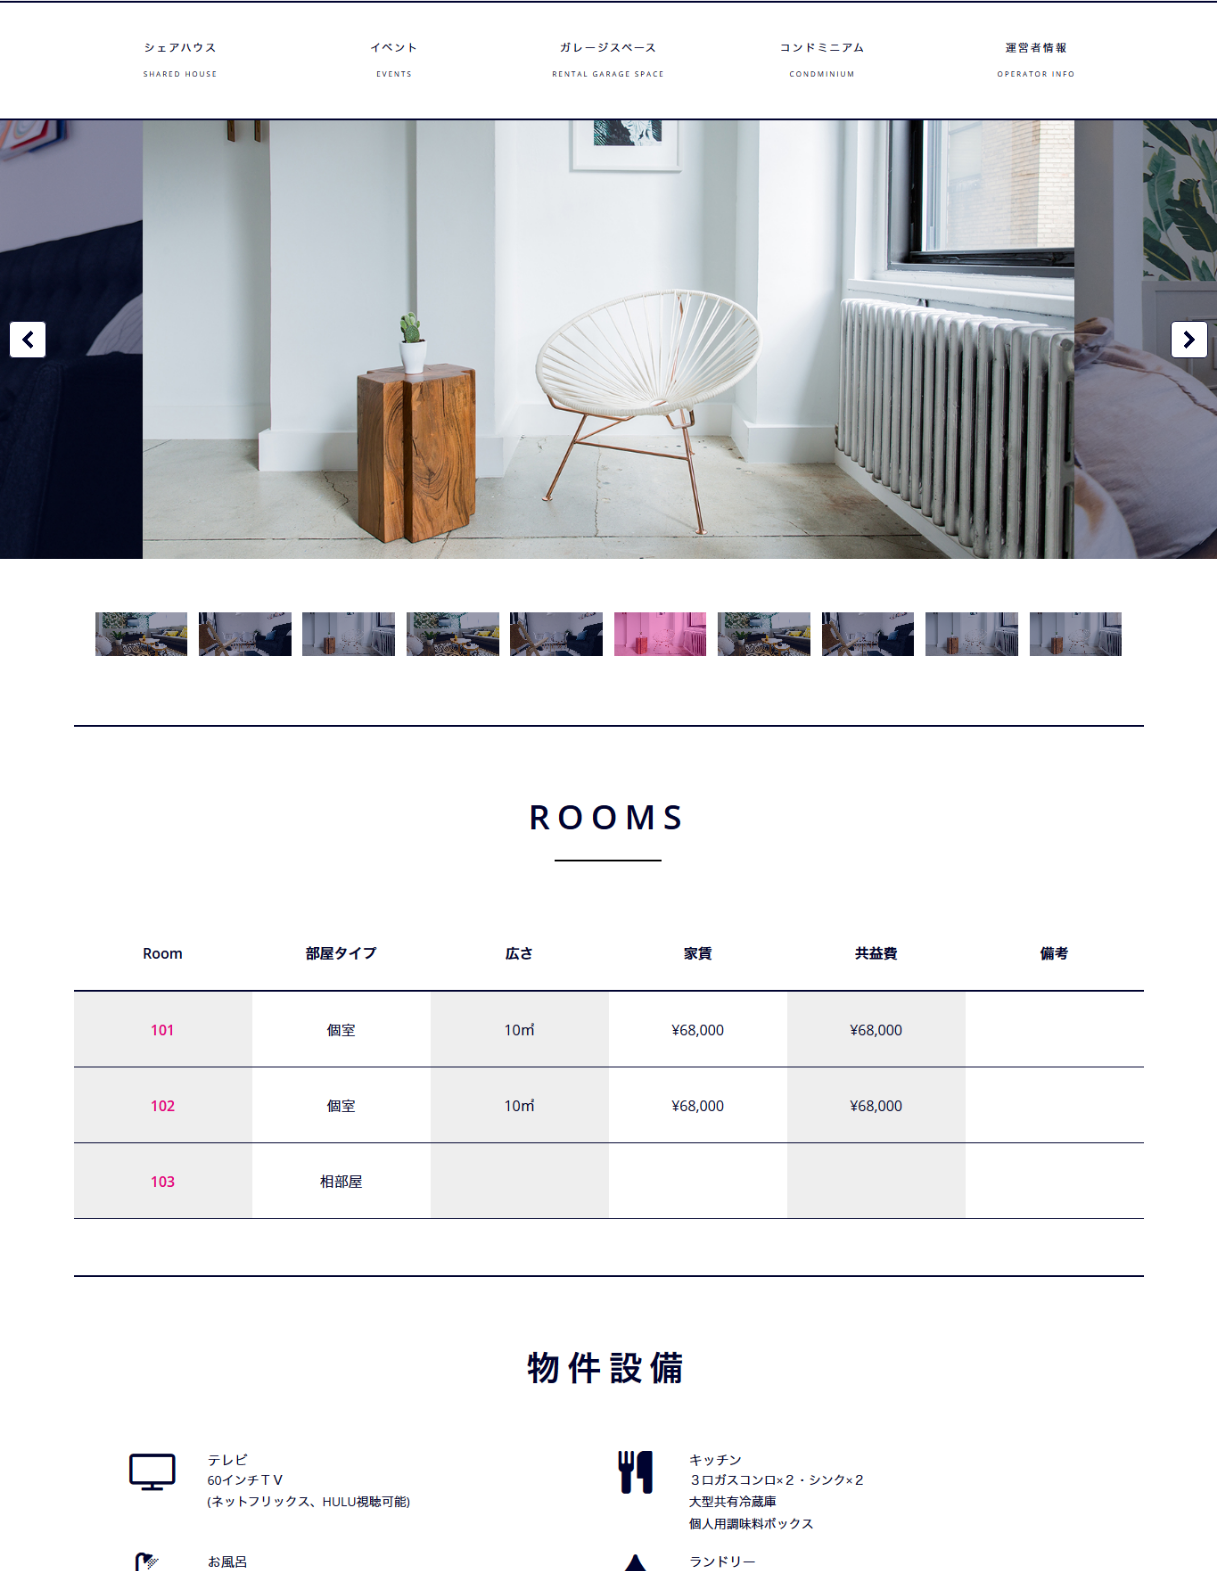 シェアハウス
SHARED HOUSE
イベント
EVENTS
ガレージスペース
RENTAL GARAGE SPACE
コンドミニアム
CONDMINIUM
運営者情報
OPERATOR INFO
ROOMS
Room 部屋タイプ 広さ 家賃 共益費 備考
101 個室 10㎡ ¥68,000 ¥68,000
102 個室 10㎡ ¥68,000 ¥68,000
103 相部屋
物件設備
テレビ
60インチＴＶ
(ネットフリックス、HULU視聴可能)
キッチン
３口ガスコンロ×２・シンク×２
大型共有冷蔵庫
個人用調味料ボックス
お風呂
ランドリー